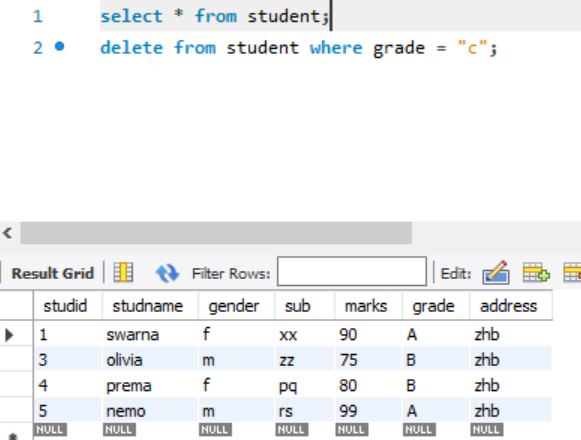 1 select * from student;
2 delete from student where grade = "c";
Result Grid Filter Rows: Edit:
studid studname gender sub marks grade address
1 swarna f xx 90 A zhb
3 olivia m zz 75 B zhb
4 prema f pq 80 B zhb
5 nemo m rs 99 A zhb
NULL NULL NULL NULL NULL NULL NULL